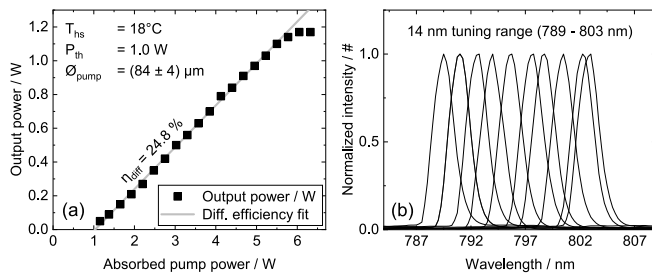 T_hs = 18°C
P_th = 1.0 W
Ø_pump = (84 ± 4) µm
η_diff = 24.8 %
Output power / W
Diff. efficiency fit
(a)
Output power / W
1.2
1.0
0.8
0.6
0.4
0.2
0.0
0 1 2 3 4 5 6 7
Absorbed pump power / W
14 nm tuning range (789 - 803 nm)
Normalized intensity / #
1.0
0.5
0.0
(b)
787 792 797 802 807
Wavelength / nm